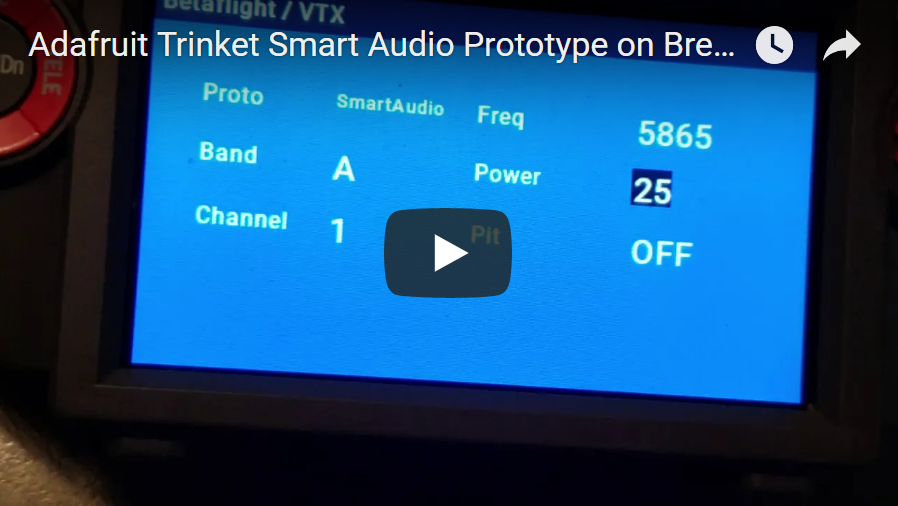 Betaflight / VTX
Adafruit Trinket Smart Audio Prototype on Bre...
Dn
ELE
Proto SmartAudio Freq 5865
Band A Power 25
Channel 1 Pit OFF